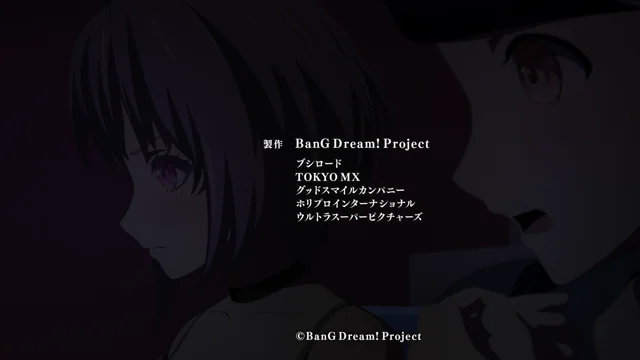 製作 BanG Dream! Project
ブシロード
TOKYO MX
グッドスマイルカンパニー
ホリプロインターナショナル
ウルトラスーパーピクチャーズ
©BanG Dream! Project